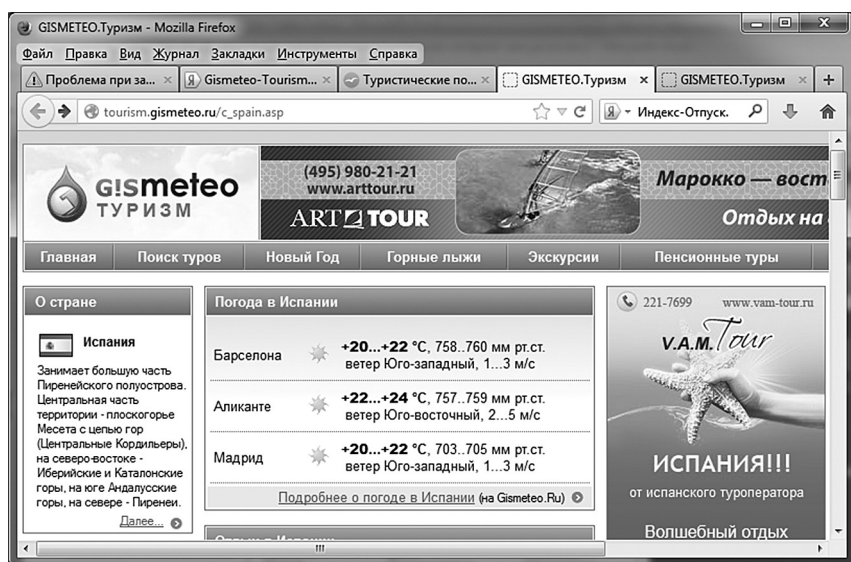 GISMETEO.Туризм - Mozilla Firefox
Файл Правка Вид Журнал Закладки Инструменты Справка
Проблема при за... Gismeteo-Tourism... Туристические по... GISMETEO.Туризм GISMETEO.Туризм
tourism.gismeteo.ru/c_spain.asp Индекс-Отпуск.
GISMETEO
ТУРИЗМ
(495) 980-21-21
www.arttour.ru
ART TOUR
Марокко — вост
Отдых на
Главная Поиск туров Новый Год Горные лыжи Экскурсии Пенсионные туры
О стране
Испания
Занимает большую часть
Пиренейского полуострова.
Центральная часть
территории - плоскогорье
Месета с цепью гор
(Центральные Кордильеры),
на северо-востоке -
Иберийские и Каталонские
горы, на юге Андалусские
горы, на севере - Пиренеи.
Далее...
Погода в Испании
Барселона +20...+22 °C, 758..760 мм рт.ст.
ветер Юго-западный, 1...3 м/с
Аликанте +22...+24 °C, 757..759 мм рт.ст.
ветер Юго-восточный, 2...5 м/с
Мадрид +20...+22 °C, 703..705 мм рт.ст.
ветер Юго-западный, 1...3 м/с
Подробнее о погоде в Испании (на Gismeteo.Ru)
221-7699 www.vam-tour.ru
V.A.M. Tour
ИСПАНИЯ!!!
от испанского туроператора
Волшебный отдых